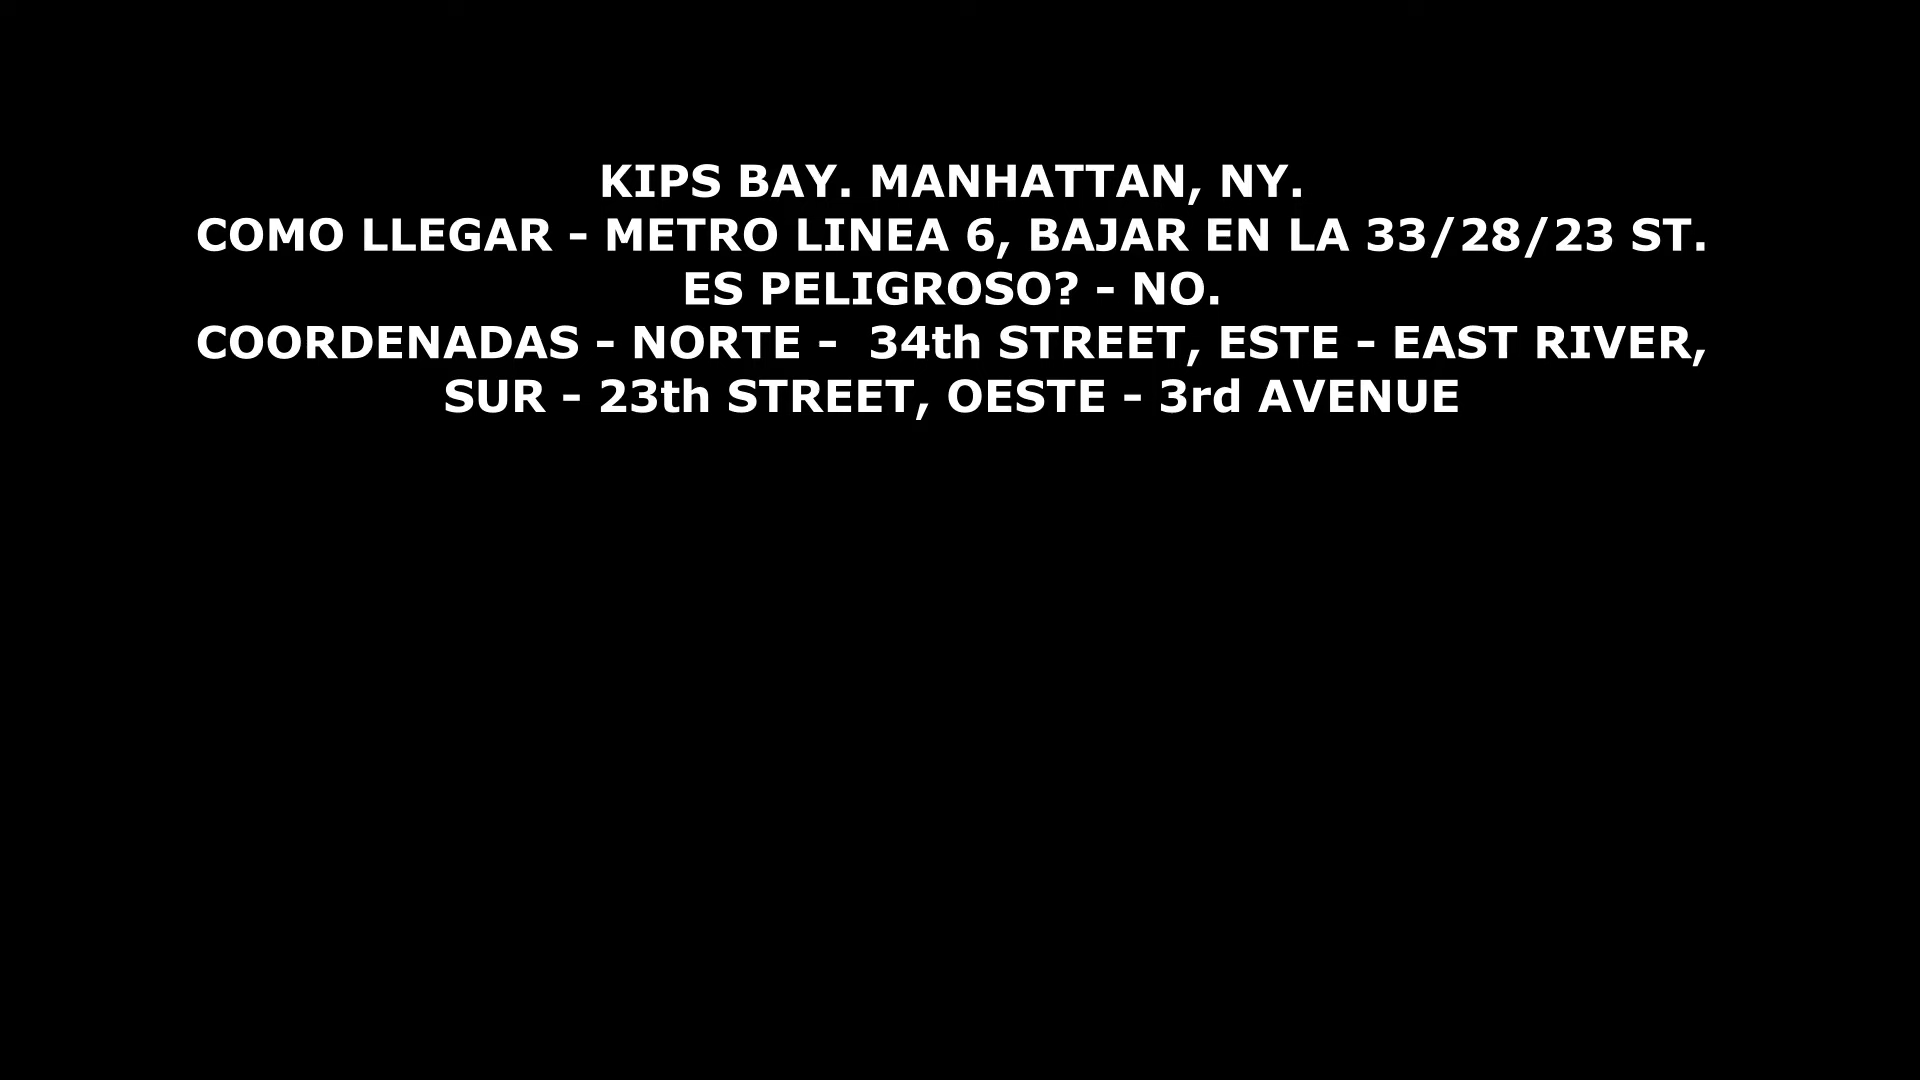 KIPS BAY. MANHATTAN, NY.
COMO LLEGAR - METRO LINEA 6, BAJAR EN LA 33/28/23 ST.
ES PELIGROSO? - NO.
COORDENADAS - NORTE -  34th STREET, ESTE - EAST RIVER,
SUR - 23th STREET, OESTE - 3rd AVENUE